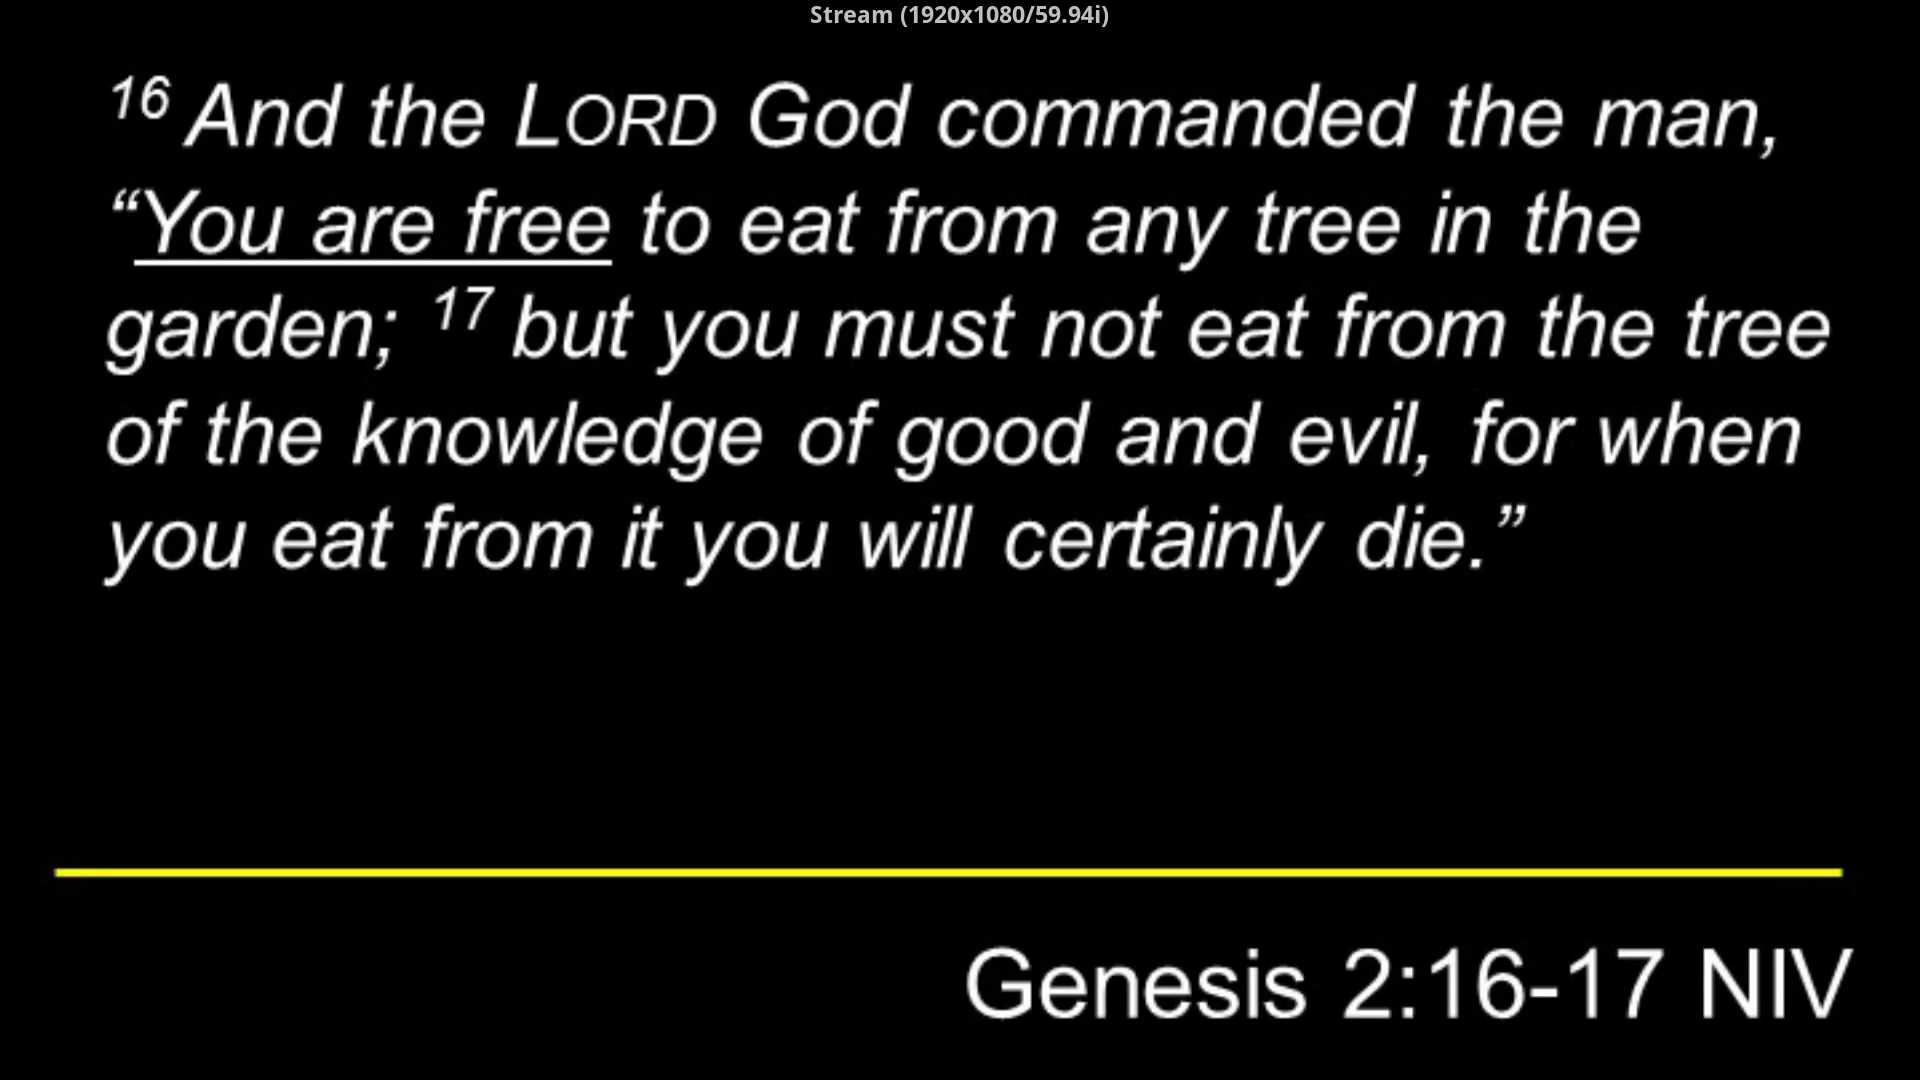 Stream (1920x1080/59.94i)
16 And the LORD God commanded the man,
“You are free to eat from any tree in the
garden; 17 but you must not eat from the tree
of the knowledge of good and evil, for when
you eat from it you will certainly die.”
Genesis 2:16-17 NIV